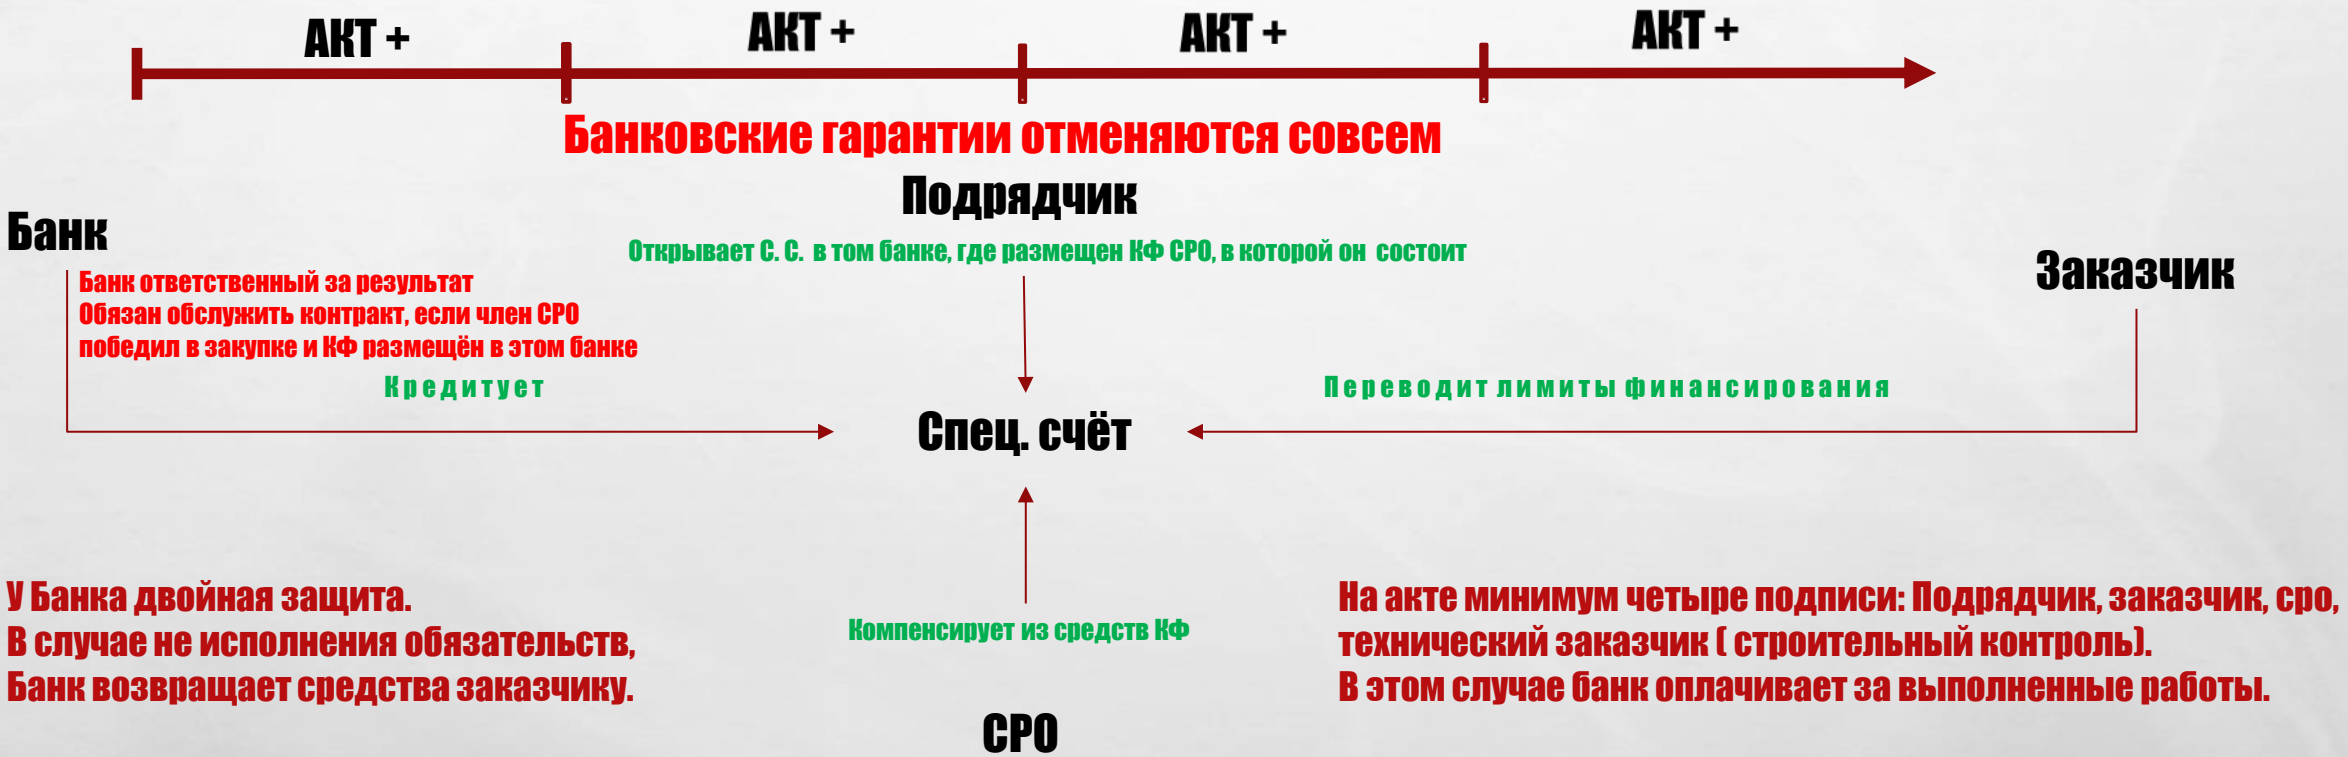 АКТ +
АКТ +
АКТ +
АКТ +
Банковские гарантии отменяются совсем
Подрядчик
Открывает С. С. в том банке, где размещен КФ СРО, в которой он состоит
Банк
Банк ответственный за результат
Обязан обслужить контракт, если член СРО
победил в закупке и КФ размещён в этом банке
Кредитует
Заказчик
Переводит лимиты финансирования
Спец. счёт
Компенсирует из средств КФ
СРО
У Банка двойная защита.
В случае не исполнения обязательств,
Банк возвращает средства заказчику.
На акте минимум четыре подписи: Подрядчик, заказчик, сро,
технический заказчик ( строительный контроль).
В этом случае банк оплачивает за выполненные работы.